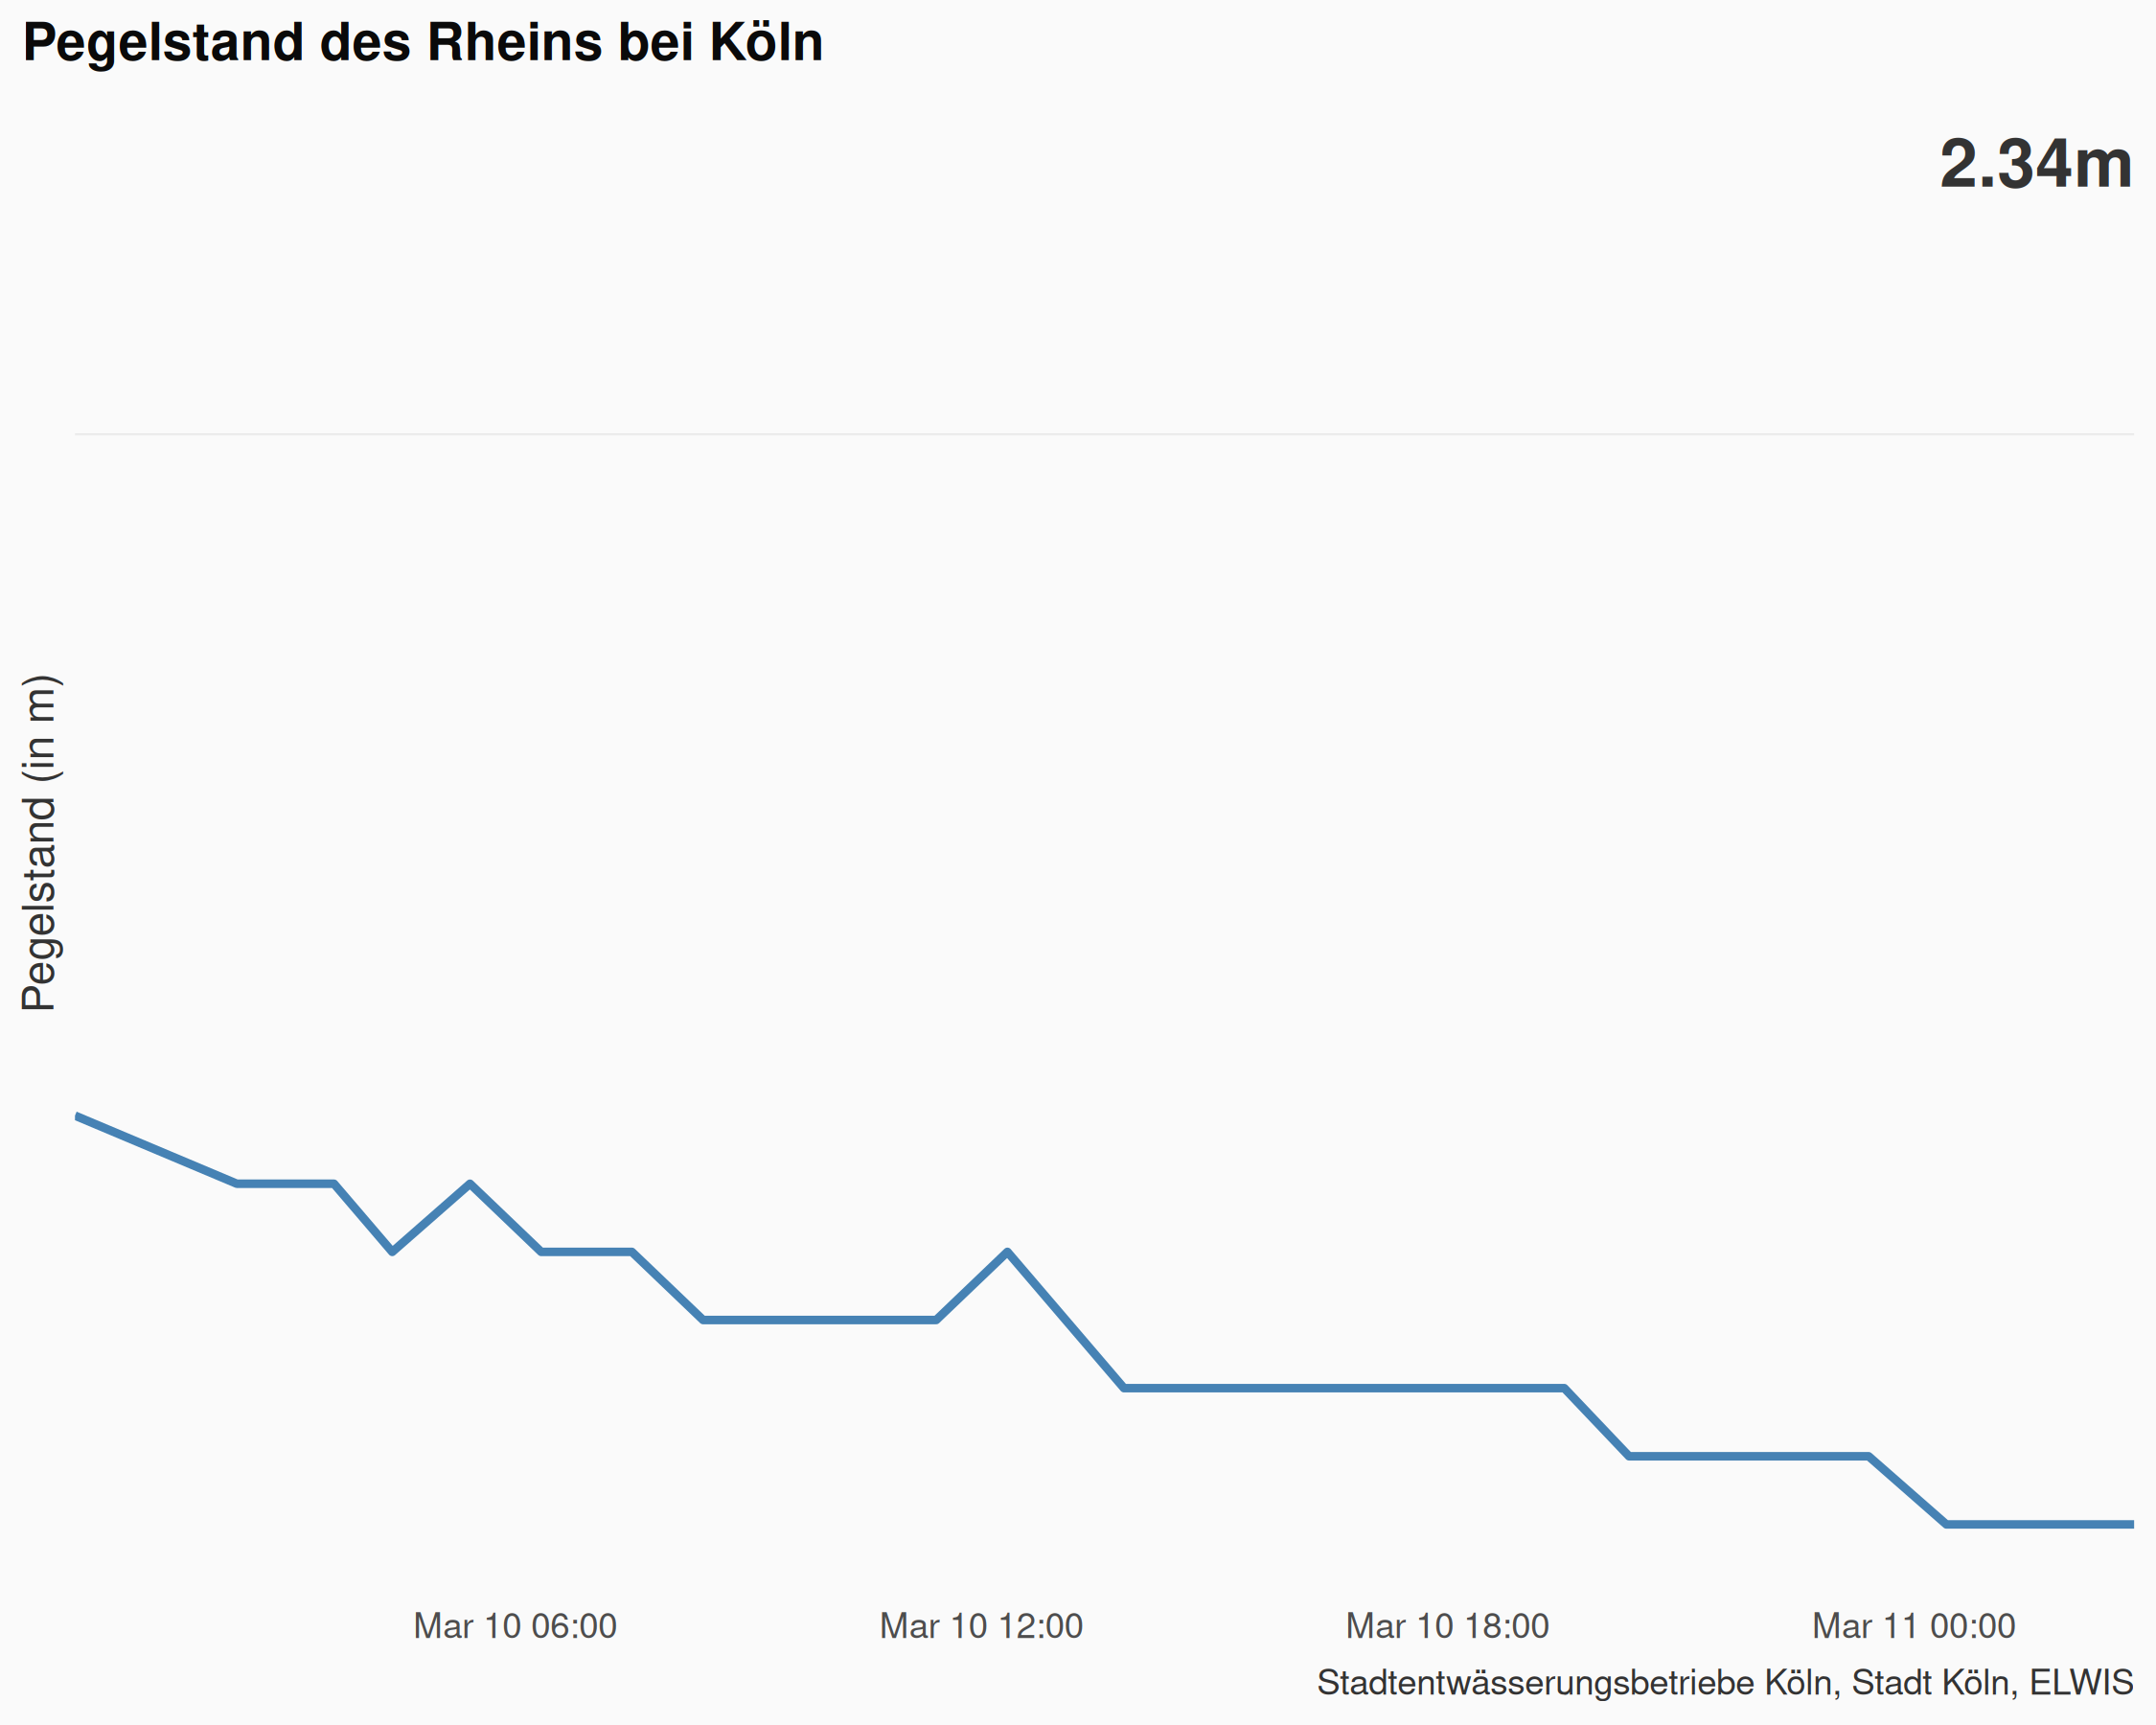 Pegelstand des Rheins bei Köln
2.34m
Pegelstand (in m)
Mar 10 06:00
Mar 10 12:00
Mar 10 18:00
Mar 11 00:00
Stadtentwässerungsbetriebe Köln, Stadt Köln, ELWIS